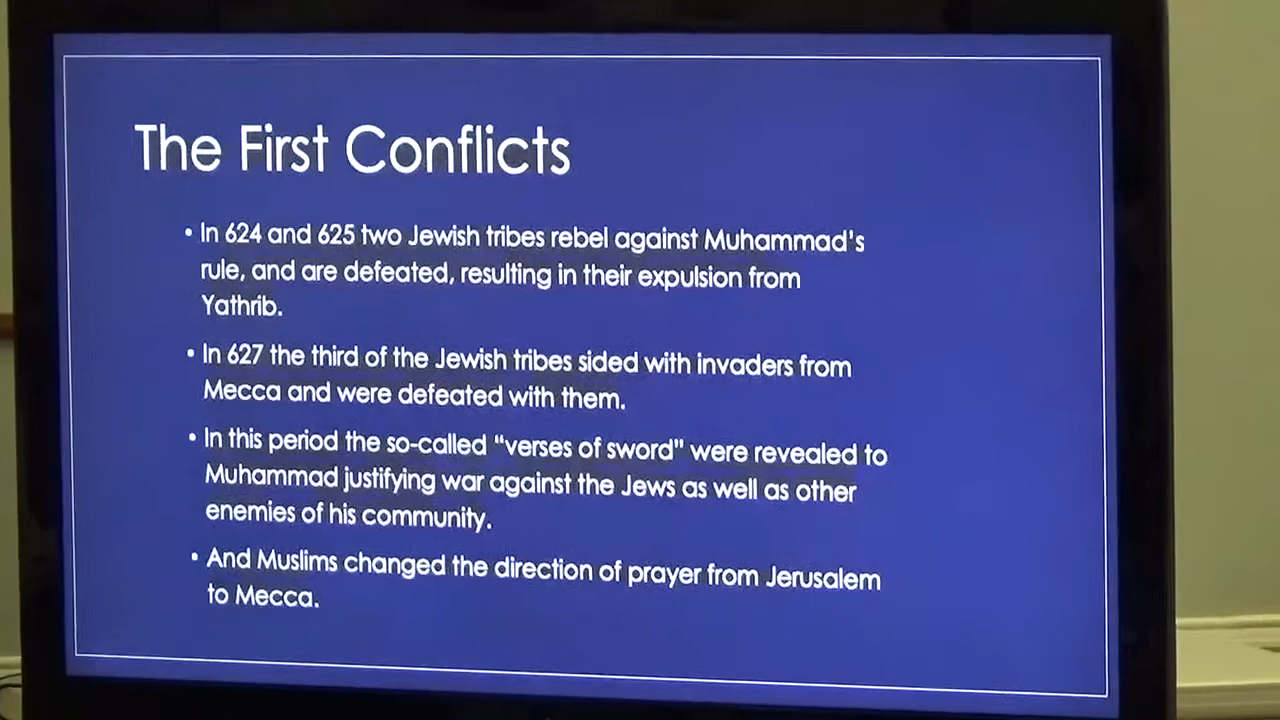 The First Conflicts
• In 624 and 625 two Jewish tribes rebel against Muhammad's
rule, and are defeated, resulting in their expulsion from
Yathrib.
• In 627 the third of the Jewish tribes sided with invaders from
Mecca and were defeated with them.
• In this period the so-called "verses of sword" were revealed to
Muhammad justifying war against the Jews as well as other
enemies of his community.
• And Muslims changed the direction of prayer from Jerusalem
to Mecca.